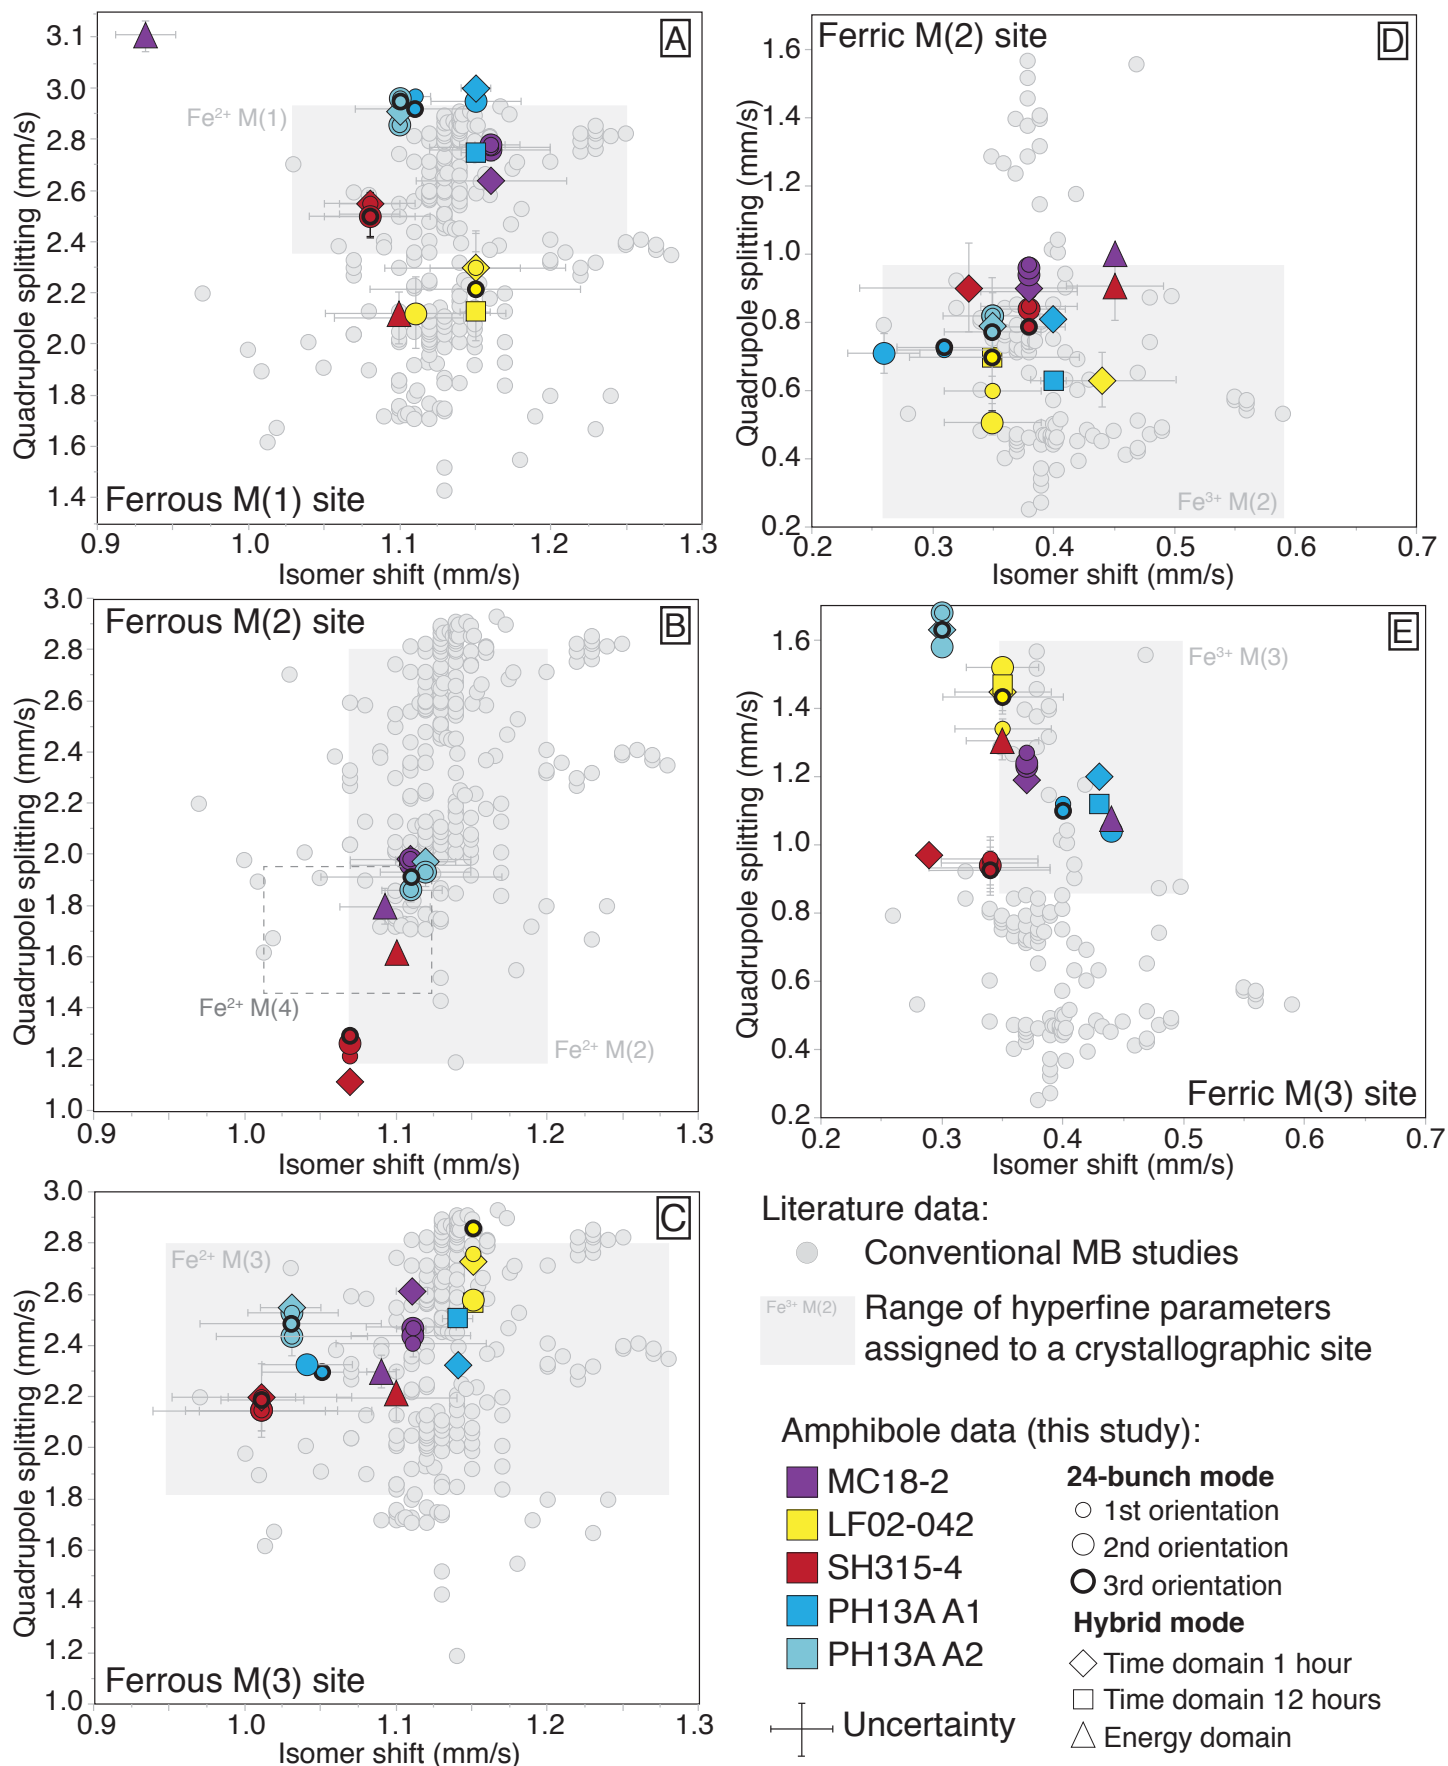 A
Fe²⁺ M(1)
Ferrous M(1) site
Quadrupole splitting (mm/s)
3.1
3.0
2.8
2.6
2.4
2.2
2.0
1.8
1.6
1.4
0.9
1.0
1.1
1.2
1.3
Isomer shift (mm/s)
Ferric M(2) site
D
Fe³⁺ M(2)
Quadrupole splitting (mm/s)
1.6
1.4
1.2
1.0
0.8
0.6
0.4
0.2
0.2
0.3
0.4
0.5
0.6
0.7
Isomer shift (mm/s)
Ferrous M(2) site
B
Fe²⁺ M(4)
Fe²⁺ M(2)
Quadrupole splitting (mm/s)
3.0
2.8
2.6
2.4
2.2
2.0
1.8
1.6
1.4
1.2
1.0
0.9
1.0
1.1
1.2
1.3
Isomer shift (mm/s)
E
Fe³⁺ M(3)
Ferric M(3) site
Quadrupole splitting (mm/s)
1.6
1.4
1.2
1.0
0.8
0.6
0.4
0.2
0.2
0.3
0.4
0.5
0.6
0.7
Isomer shift (mm/s)
C
Fe²⁺ M(3)
Ferrous M(3) site
Quadrupole splitting (mm/s)
3.0
2.8
2.6
2.4
2.2
2.0
1.8
1.6
1.4
1.2
1.0
0.9
1.0
1.1
1.2
1.3
Isomer shift (mm/s)
Literature data:
Conventional MB studies
Fe³⁺ M(2)
Range of hyperfine parameters
assigned to a crystallographic site
Amphibole data (this study):
MC18-2
LF02-042
SH315-4
PH13A A1
PH13A A2
Uncertainty
24-bunch mode
1st orientation
2nd orientation
3rd orientation
Hybrid mode
Time domain 1 hour
Time domain 12 hours
Energy domain